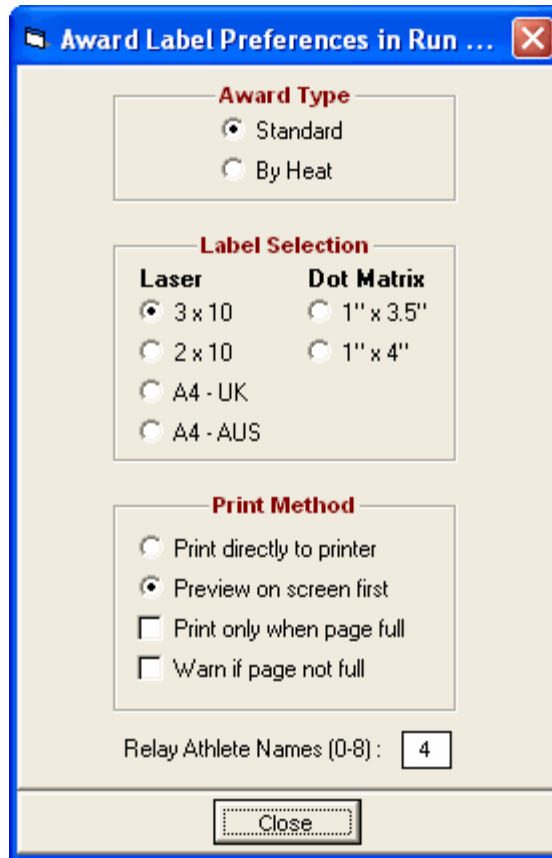 Award Label Preferences in Run ...
Award Type
Standard
By Heat
Label Selection
Laser Dot Matrix
3 x 10 1" x 3.5"
2 x 10 1" x 4"
A4 - UK
A4 - AUS
Print Method
Print directly to printer
Preview on screen first
Print only when page full
Warn if page not full
Relay Athlete Names (0-8) : 4
Close